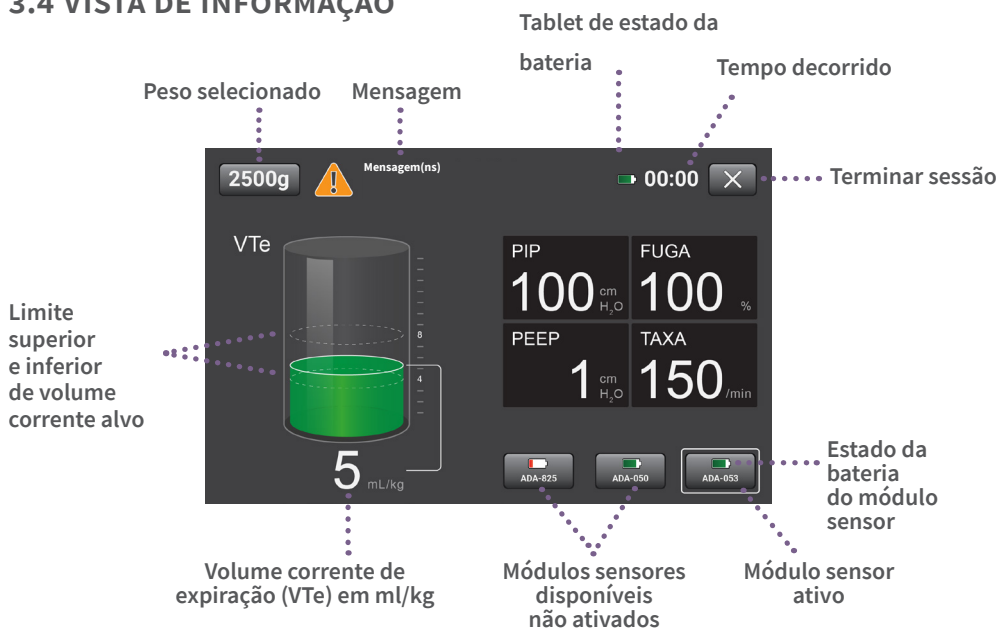 3.4 VISTA DE INFORMAÇÃO
Tablet de estado da
bateria
Tempo decorrido
Peso selecionado
Mensagem
2500g
Mensagem(ns)
00:00
Terminar sessão
VTe
8
4
5 mL/kg
PIP
100 cm H₂O
FUGA
100 %
PEEP
1 cm H₂O
TAXA
150 /min
Limite
superior
e inferior
de volume
corrente alvo
ADA-825
ADA-050
ADA-053
Estado da
bateria
do módulo
sensor
Volume corrente de
expiração (VTe) em ml/kg
Módulos sensores
disponíveis
não ativados
Módulo sensor
ativo